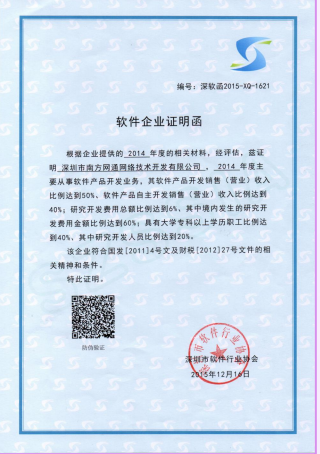 编号：深软函2015-XQ-1621
软件企业证明函
根据企业提供的 2014 年度的相关材料，经评估，兹证
明 深圳市南方网通网络技术开发有限公司 ， 2014 年度主
要从事软件产品开发业务，其软件产品开发销售（营业）收入
比例达到50%，软件产品自主开发销售（营业）收入比例达到
40%；研究开发费用总额比例达到6%，其中境内发生的研究开
发费用金额比例达到60%；具有大学专科以上学历职工比例达
到40%，其中研究开发人员比例达到20%。
该企业符合国发[2011]4号文及财税[2012]27号文件的相
关精神和条件。
特此证明。
防伪验证
深圳市软件行业协会
2015年12月16日
深圳市软件行业协会